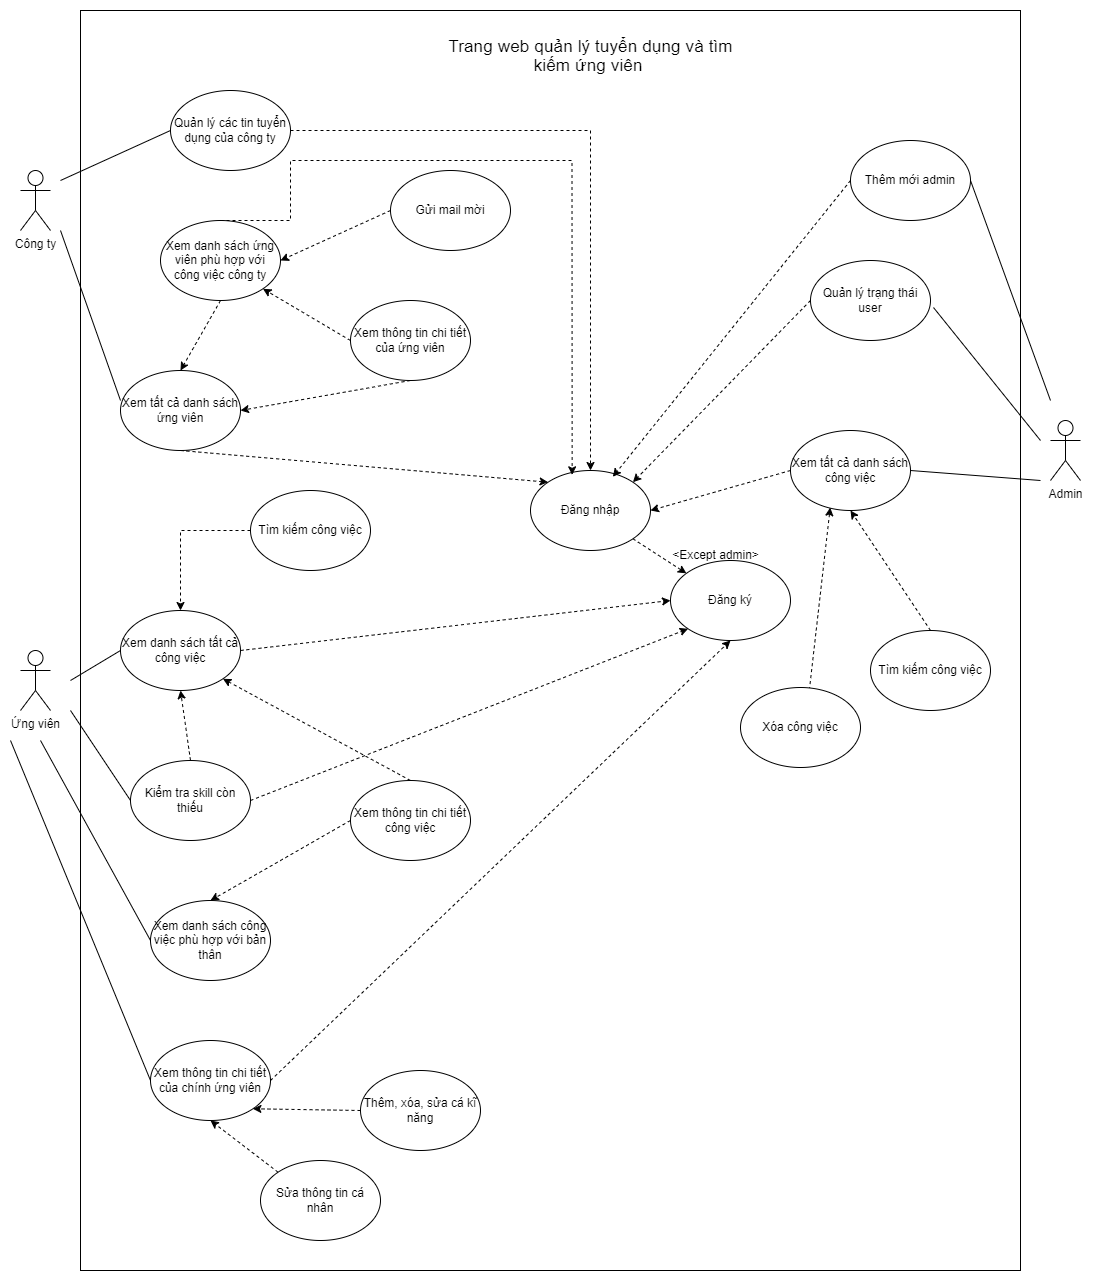 Trang web quản lý tuyển dụng và tìm
kiếm ứng viên
Quản lý các tin tuyển
dụng của công ty
Thêm mới admin
Gửi mail mời
Công ty
Xem danh sách ứng
viên phù hợp với
công việc công ty
Quản lý trạng thái
user
Xem thông tin chi tiết
của ứng viên
Xem tất cả danh sách
ứng viên
Xem tất cả danh sách
công việc
Admin
Đăng nhập
Tìm kiếm công việc
<Except admin>
Đăng ký
Xem danh sách tất cả
công việc
Tìm kiếm công việc
Ứng viên
Xóa công việc
Kiểm tra skill còn
thiếu
Xem thông tin chi tiết
công việc
Xem danh sách công
việc phù hợp với bản
thân
Xem thông tin chi tiết
của chính ứng viên
Thêm, xóa, sửa cá kĩ
năng
Sửa thông tin cá
nhân